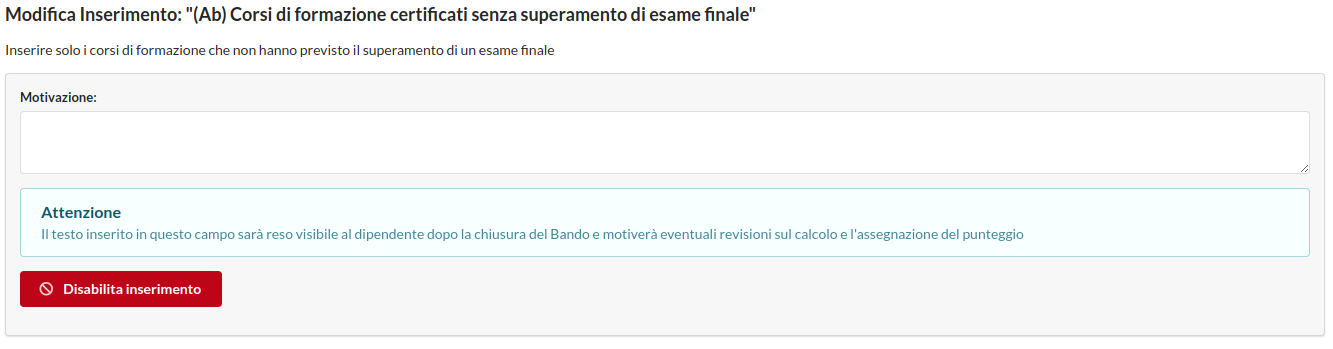 Modifica Inserimento: "(Ab) Corsi di formazione certificati senza superamento di esame finale"
Inserire solo i corsi di formazione che non hanno previsto il superamento di un esame finale
Motivazione:
Attenzione
Il testo inserito in questo campo sarà reso visibile al dipendente dopo la chiusura del Bando e motiverà eventuali revisioni sul calcolo e l'assegnazione del punteggio
Disabilita inserimento